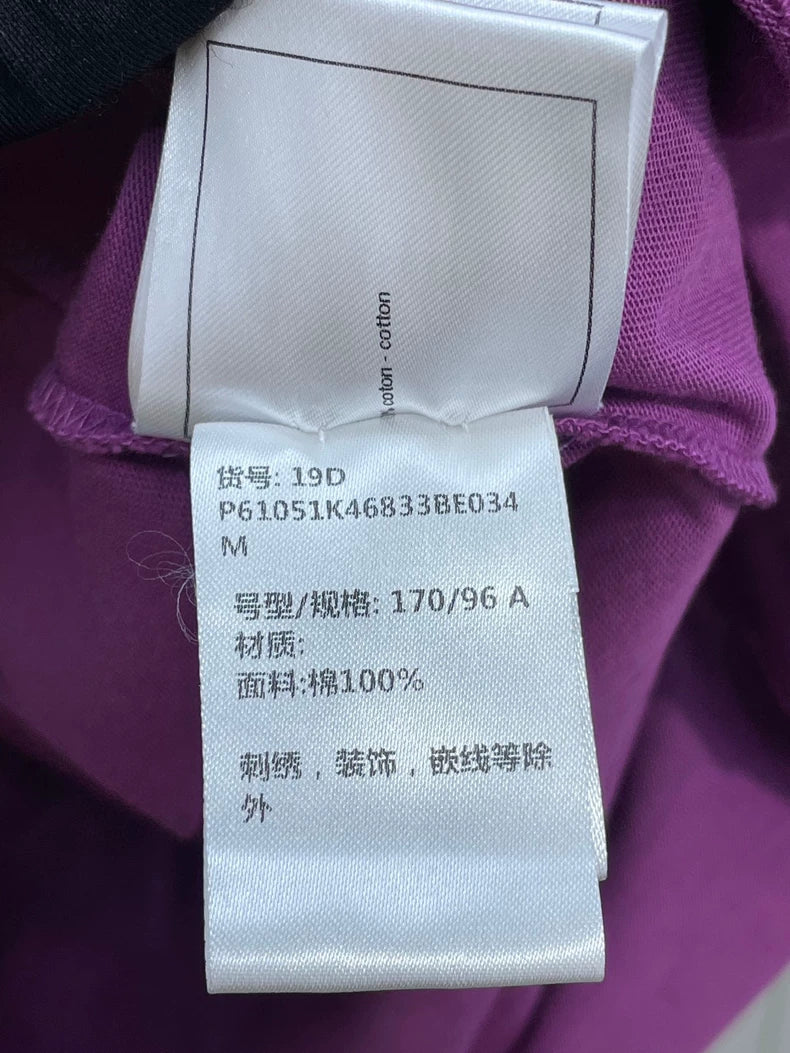 coton - cotton
货号: 19D
P61051K46833BE034
M
号型/规格: 170/96 A
材质:
面料:棉100%
刺绣，装饰，嵌线等除
外